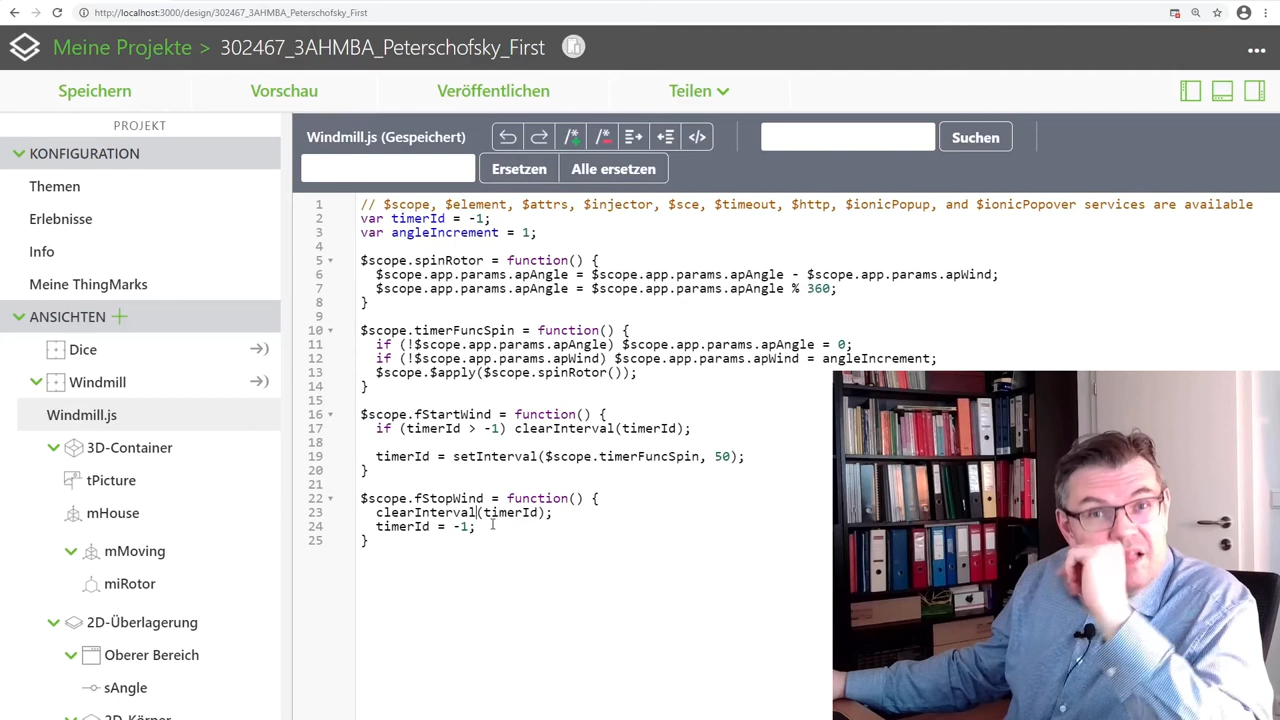 http://localhost:3000/design/302467_3AHMBA_Peterschofsky_First
Meine Projekte > 302467_3AHMBA_Peterschofsky_First
Speichern
Vorschau
Veröffentlichen
Teilen
PROJEKT
KONFIGURATION
Themen
Erlebnisse
Info
Meine ThingMarks
ANSICHTEN
Dice
Windmill
Windmill.js
3D-Container
tPicture
mHouse
mMoving
miRotor
2D-Überlagerung
Oberer Bereich
sAngle
2D-Körper
Windmill.js (Gespeichert)
Suchen
Ersetzen
Alle ersetzen
1 // $scope, $element, $attrs, $injector, $sce, $timeout, $http, $ionicPopup, and $ionicPopover services are available
2 var timerId = -1;
3 var angleIncrement = 1;
4
5 $scope.spinRotor = function() {
6 $scope.app.params.apAngle = $scope.app.params.apAngle - $scope.app.params.apWind;
7 $scope.app.params.apAngle = $scope.app.params.apAngle % 360;
8 }
9
10 $scope.timerFuncSpin = function() {
11 if (!$scope.app.params.apAngle) $scope.app.params.apAngle = 0;
12 if (!$scope.app.params.apWind) $scope.app.params.apWind = angleIncrement;
13 $scope.$apply($scope.spinRotor());
14 }
15
16 $scope.fStartWind = function() {
17 if (timerId > -1) clearInterval(timerId);
18
19 timerId = setInterval($scope.timerFuncSpin, 50);
20 }
21
22 $scope.fStopWind = function() {
23 clearInterval(timerId);
24 timerId = -1;
25 }